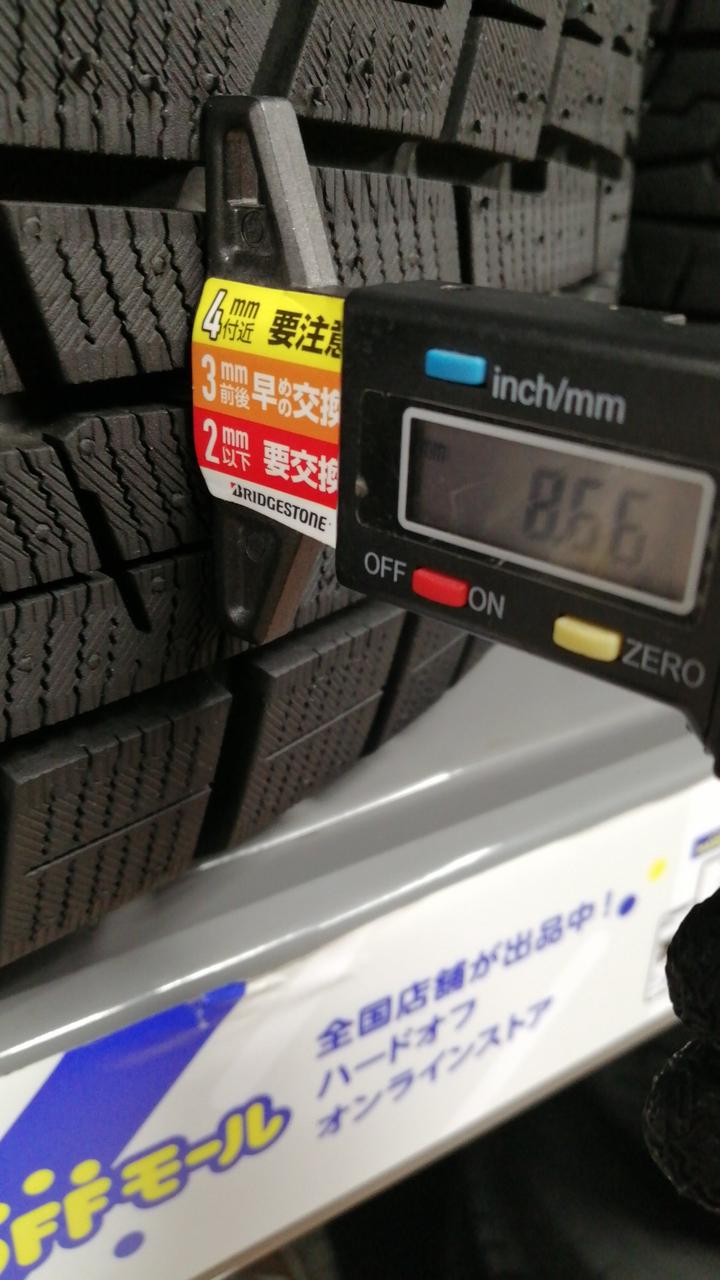 4mm付近 要注意
3mm前後 早めの交換
2mm以下 要交換
BRIDGESTONE
inch/mm
mm
8.66
OFF ON
ZERO
全国店舗が出品中!
ハードオフ
オンラインストア
OFFモール